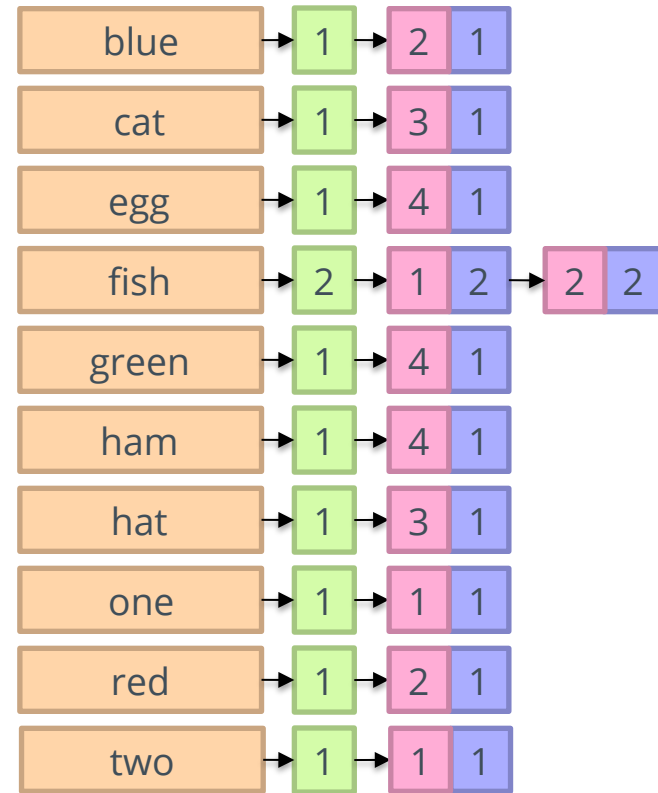 blue 1 2 1
cat 1 3 1
egg 1 4 1
fish 2 1 2 2 2
green 1 4 1
ham 1 4 1
hat 1 3 1
one 1 1 1
red 1 2 1
two 1 1 1